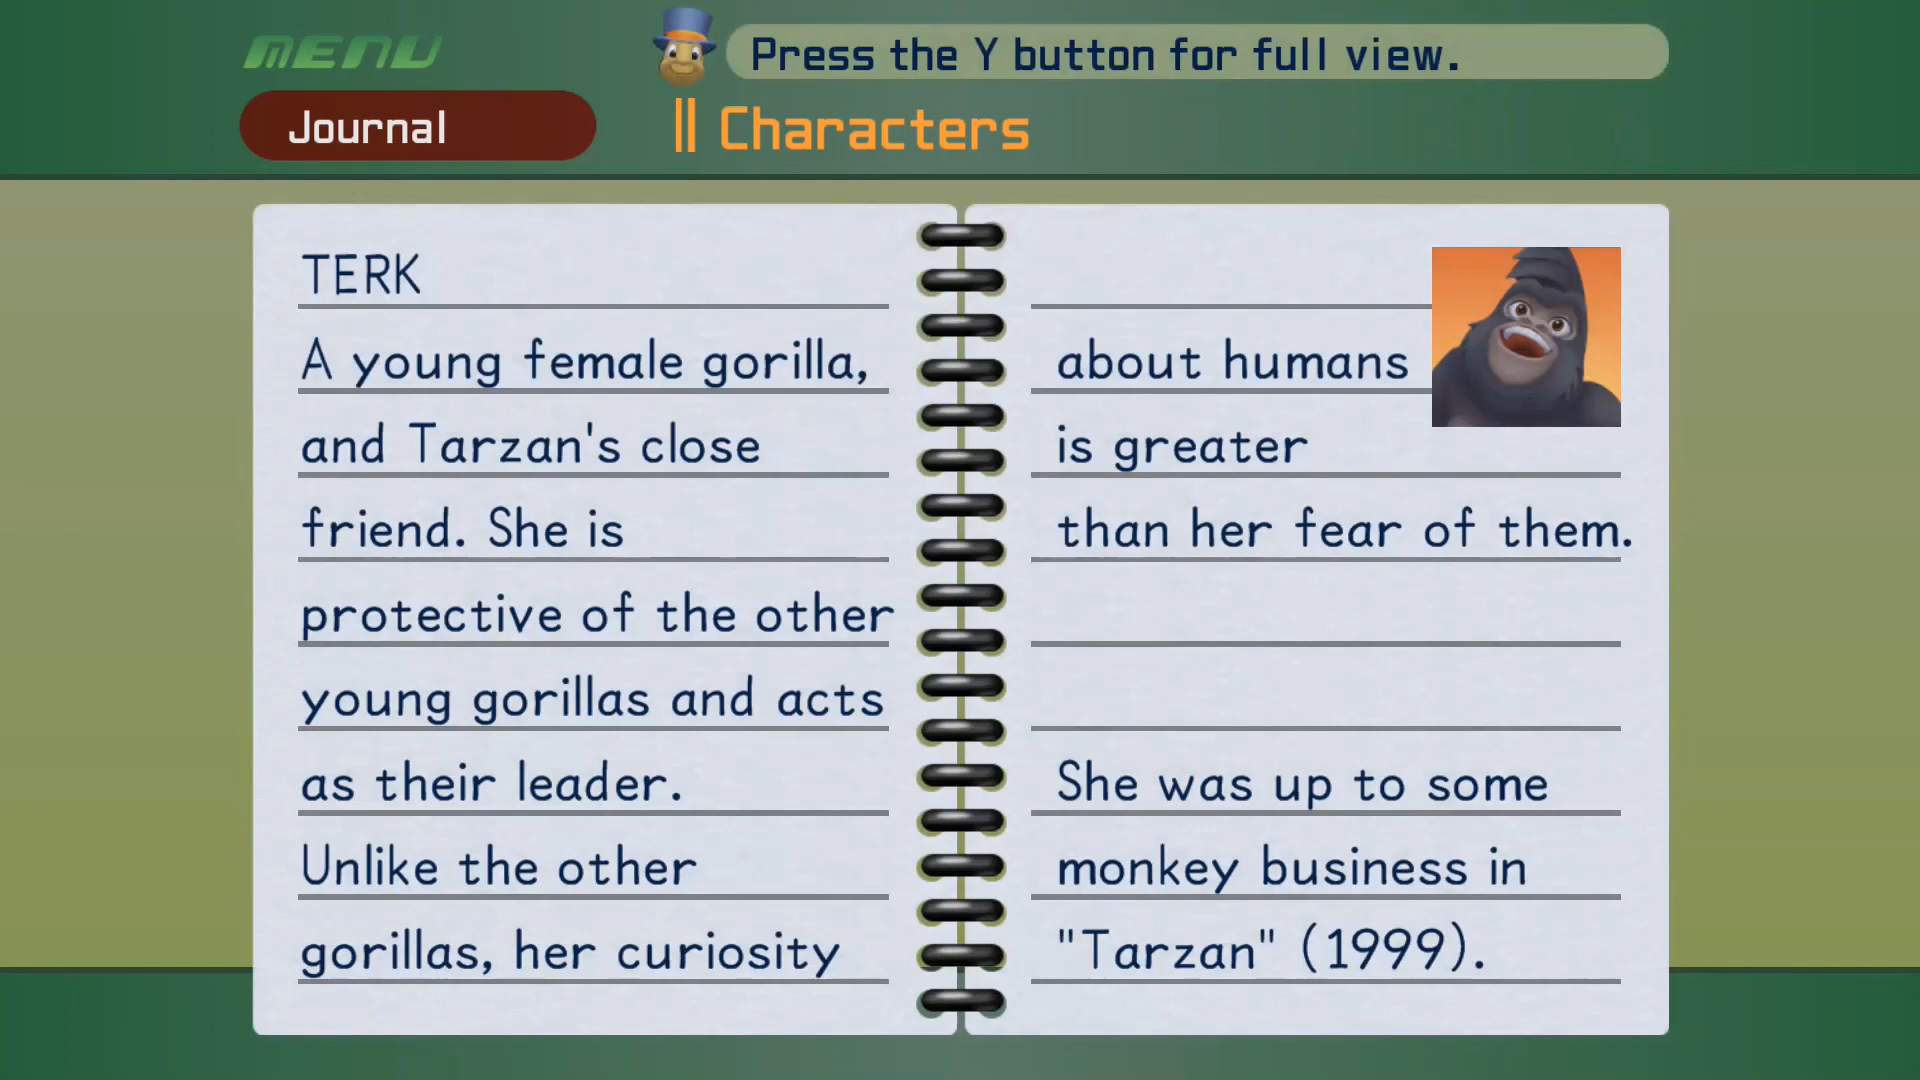 MENU
Press the Y button for full view.
Journal
Characters
TERK
A young female gorilla,
and Tarzan's close
friend. She is
protective of the other
young gorillas and acts
as their leader.
Unlike the other
gorillas, her curiosity
about humans
is greater
than her fear of them.
She was up to some
monkey business in
"Tarzan" (1999).